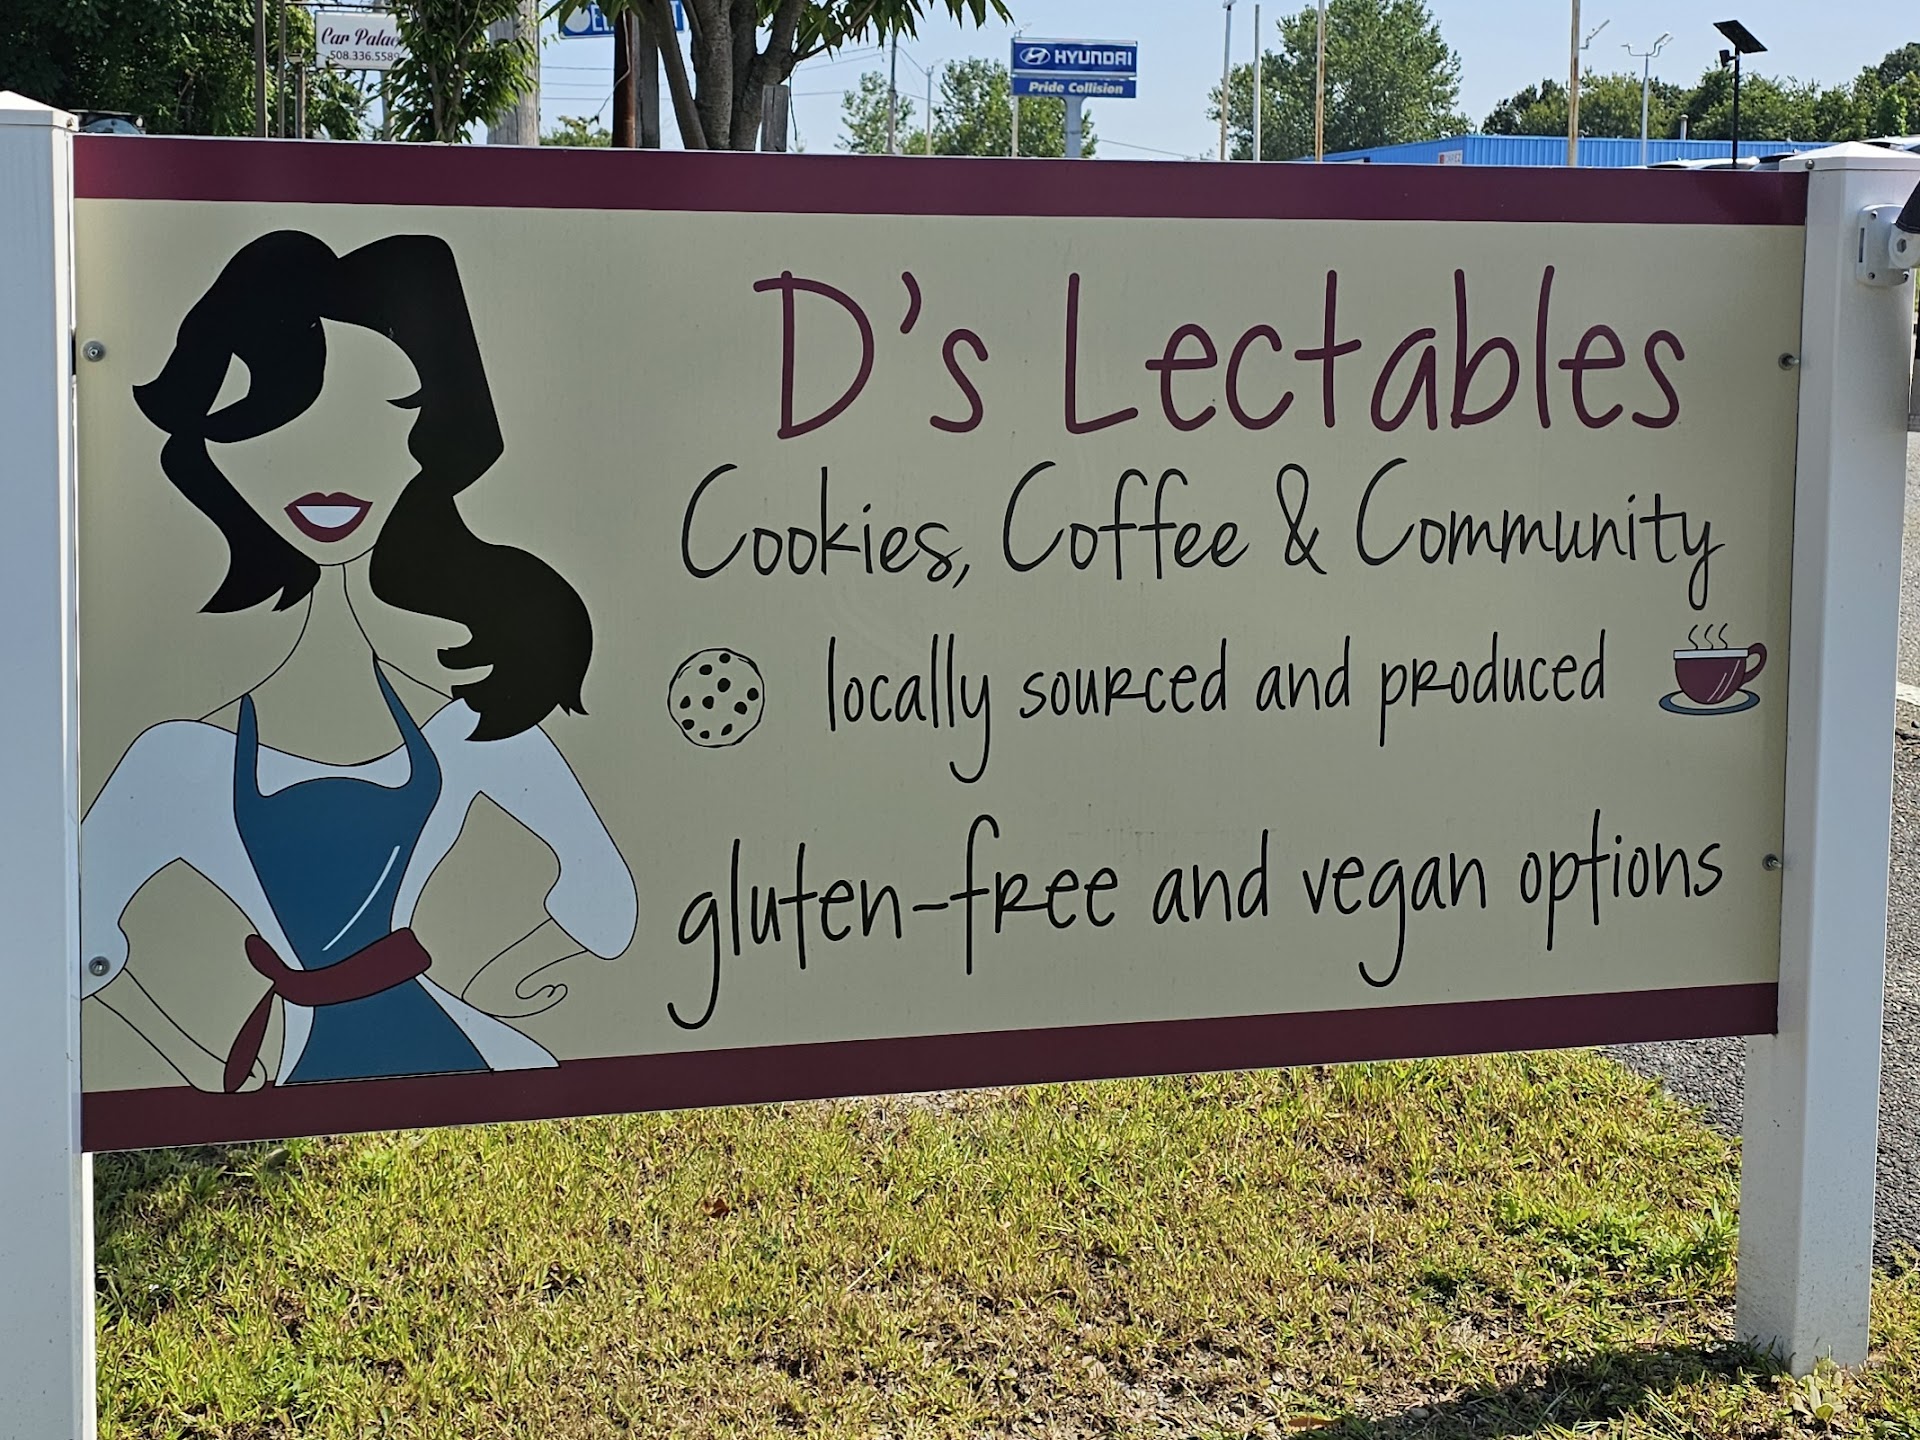 Car Palace
508.336.5589
HYUNDAI
Pride Collision
D's Lectables
Cookies, Coffee & Community
locally sourced and produced
gluten-free and vegan options